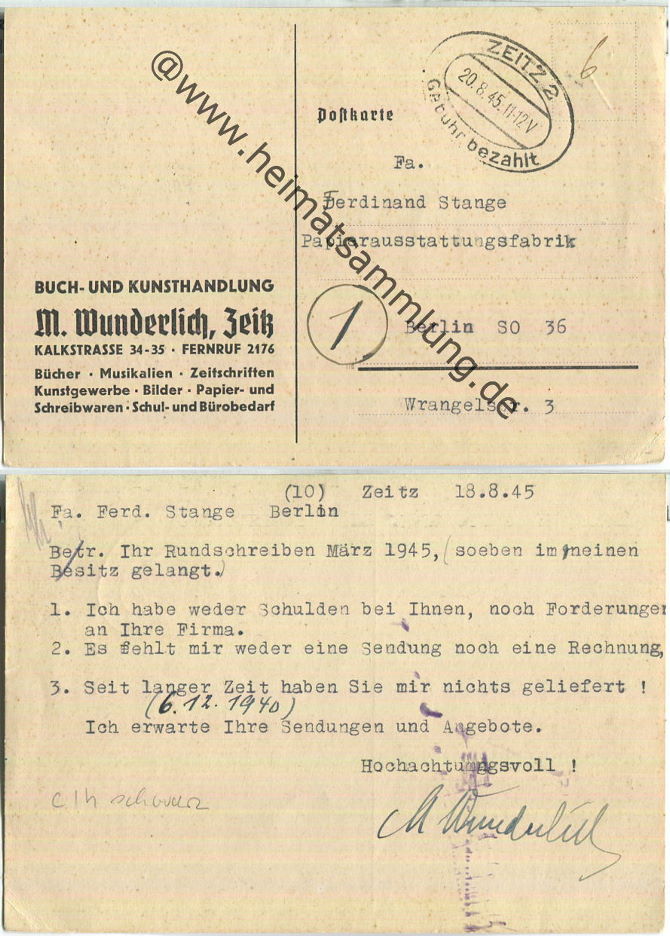 6
ZEITZ 2
20.8.45.11-12V
Gebühr bezahlt
@www.heimatsammlung.de
Postkarte
Fa.
Ferdinand Stange
Papierausstattungsfabrik
1
Berlin SO 36
Wrangelstr. 3
BUCH- UND KUNSTHANDLUNG
M. Wunderlich, Zeitz
KALKSTRASSE 34-35 · FERNRUF 2176
Bücher · Musikalien · Zeitschriften
Kunstgewerbe · Bilder · Papier- und
Schreibwaren · Schul- und Bürobedarf
(10) Zeitz 18.8.45
Fa. Ferd. Stange Berlin
Betr. Ihr Rundschreiben März 1945, (soeben im meinen
Besitz gelangt.)
1. Ich habe weder Schulden bei Ihnen, noch Forderungen
an Ihre Firma.
2. Es fehlt mir weder eine Sendung noch eine Rechnung,
3. Seit langer Zeit haben Sie mir nichts geliefert !
(6.12.1940)
Ich erwarte Ihre Sendungen und Angebote.
Hochachtungsvoll !
M Wunderlich